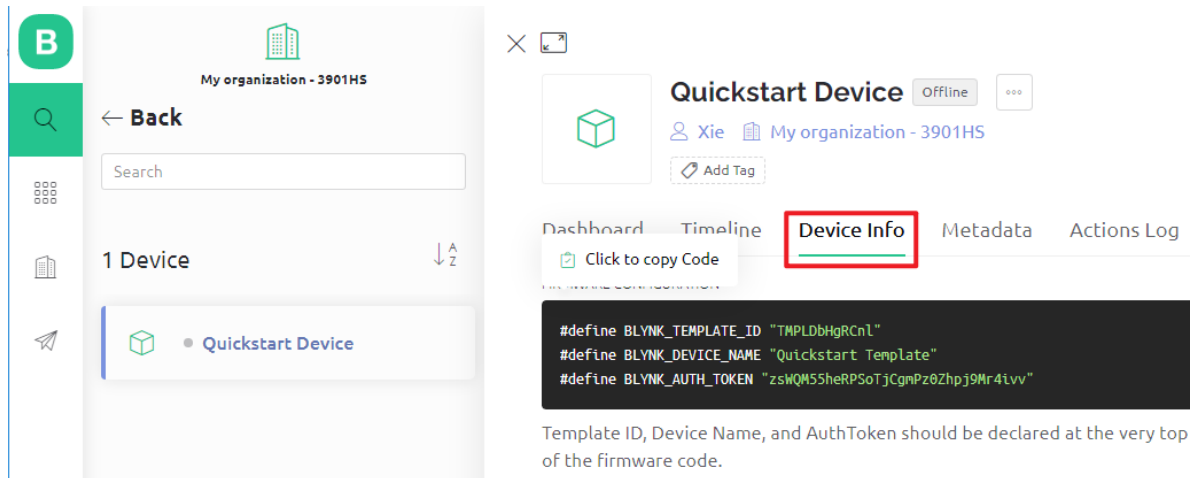 B
My organization - 3901HS
← Back
Search
1 Device
A
Z
Quickstart Device
Quickstart Device Offline
Xie My organization - 3901HS
Add Tag
Dashboard Timeline Device Info Metadata Actions Log
Click to copy Code
#define BLYNK_TEMPLATE_ID "TMPLDbHgRCnl"
#define BLYNK_DEVICE_NAME "Quickstart Template"
#define BLYNK_AUTH_TOKEN "zsWQM55heRPSoTjCgmPz0Zhpj9Mr4ivv"
Template ID, Device Name, and AuthToken should be declared at the very top
of the firmware code.